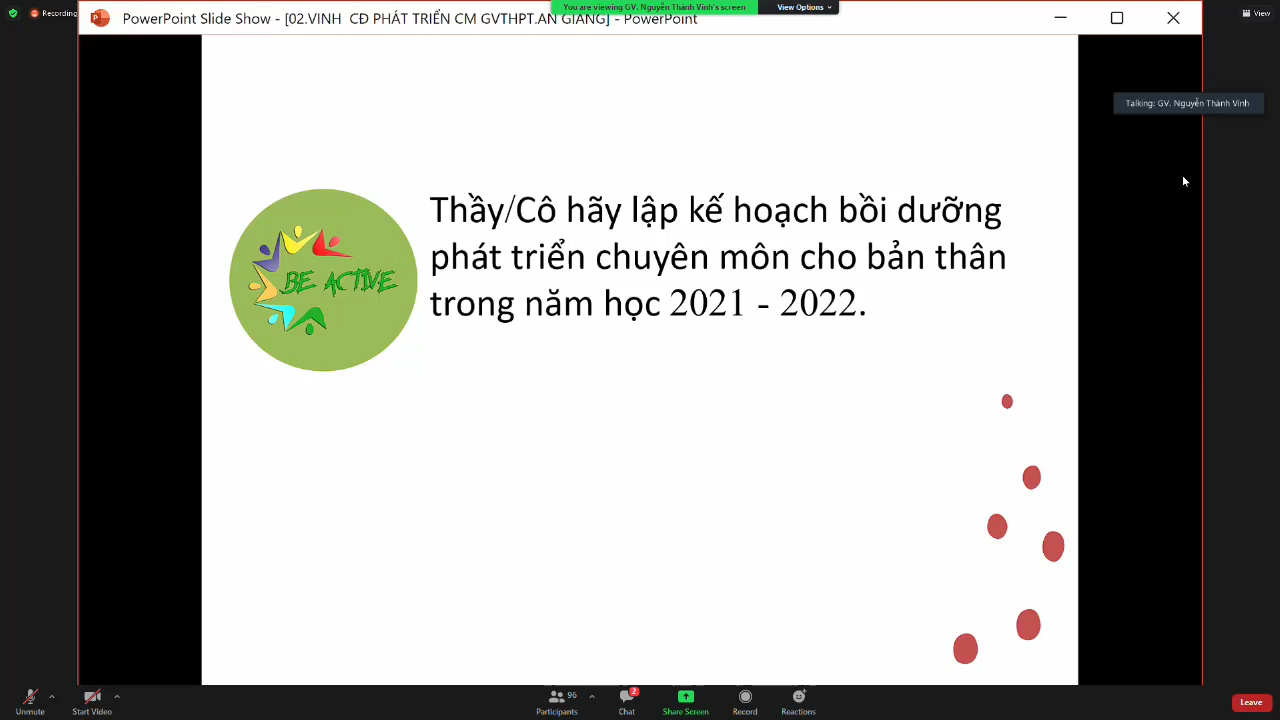 PowerPoint Slide Show - [02.VINH CĐ PHÁT TRIỂN CM GVTHPT.AN GIANG] - PowerPoint
You are viewing GV. Nguyễn Thành Vinh's screen
View Options
Recording
View
Talking: GV. Nguyễn Thành Vinh
Thầy/Cô hãy lập kế hoạch bồi dưỡng
phát triển chuyên môn cho bản thân
trong năm học 2021 - 2022.
BE ACTIVE
Unmute
Start Video
96
Participants
2
Chat
Share Screen
Record
Reactions
Leave